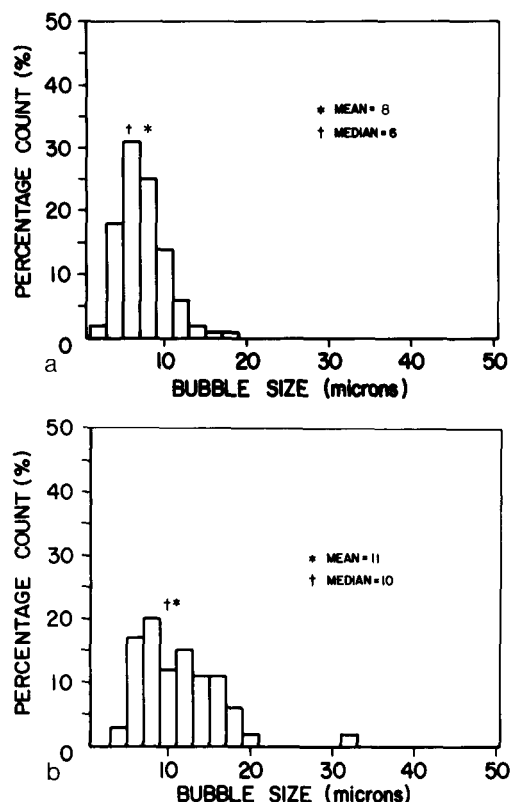 50
40
30
20
10
0
PERCENTAGE COUNT (%)
* MEAN = 8
† MEDIAN = 6
† *
10 20 30 40 50
BUBBLE SIZE (microns)
a
50
40
30
20
10
0
PERCENTAGE COUNT (%)
* MEAN = 11
† MEDIAN = 10
† *
10 20 30 40 50
BUBBLE SIZE (microns)
b